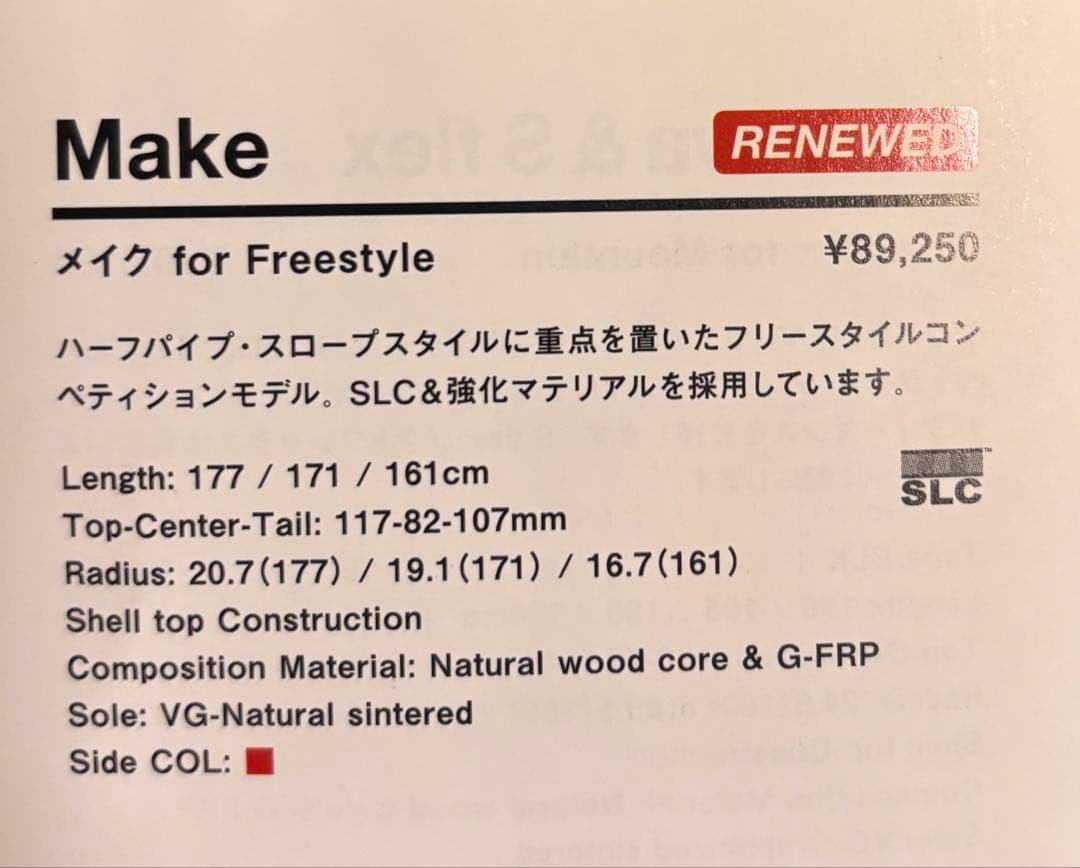 Make
RENEWED
メイク for Freestyle
¥89,250
ハーフパイプ・スロープスタイルに重点を置いたフリースタイルコン
ペティションモデル。SLC&強化マテリアルを採用しています。
Length: 177 / 171 / 161cm
SLC™
Top-Center-Tail: 117-82-107mm
Radius: 20.7(177) / 19.1(171) / 16.7(161)
Shell top Construction
Composition Material: Natural wood core & G-FRP
Sole: VG-Natural sintered
Side COL: